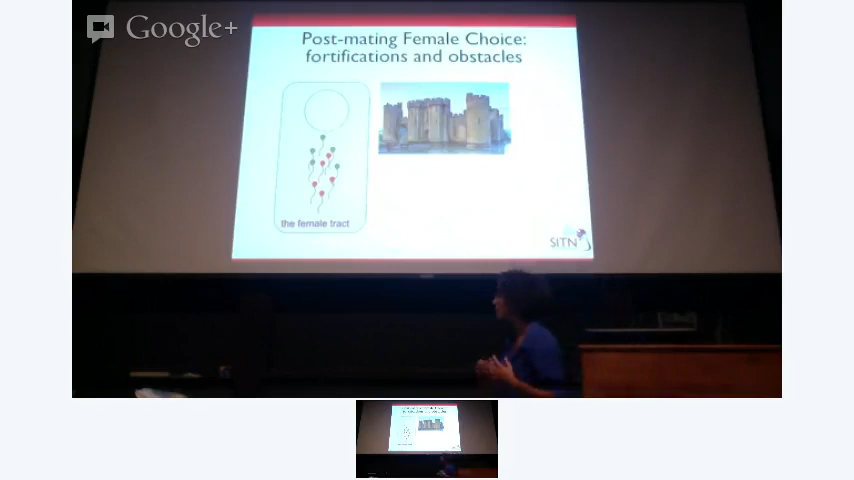 Google+
Post-mating Female Choice:
fortifications and obstacles
the female tract
SITN